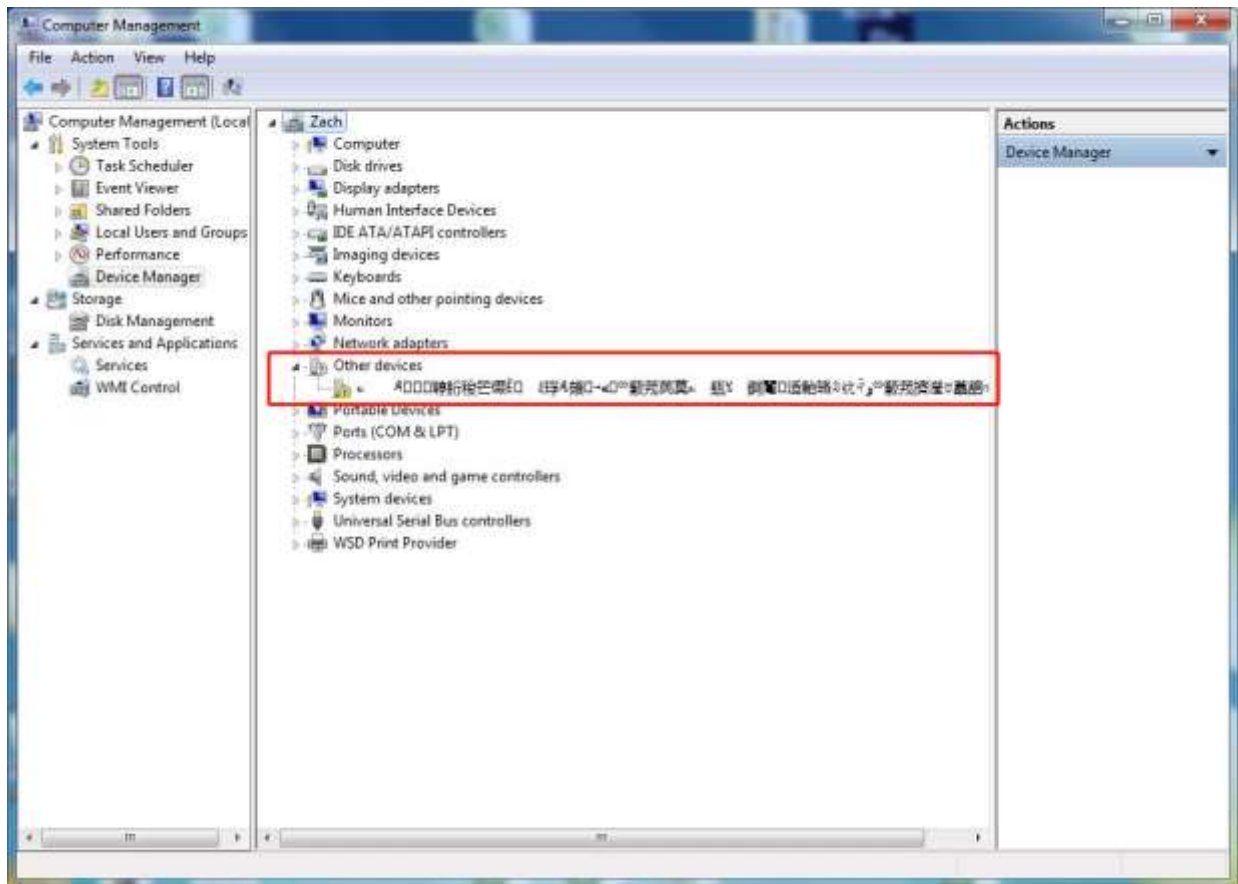 Computer Management
File Action View Help
Computer Management (Local
System Tools
Task Scheduler
Event Viewer
Shared Folders
Local Users and Groups
Performance
Device Manager
Storage
Disk Management
Services and Applications
Services
WMI Control
Zach
Computer
Disk drives
Display adapters
Human Interface Devices
IDE ATA/ATAPI controllers
Imaging devices
Keyboards
Mice and other pointing devices
Monitors
Network adapters
Other devices
Portable Devices
Ports (COM & LPT)
Processors
Sound, video and game controllers
System devices
Universal Serial Bus controllers
WSD Print Provider
Actions
Device Manager